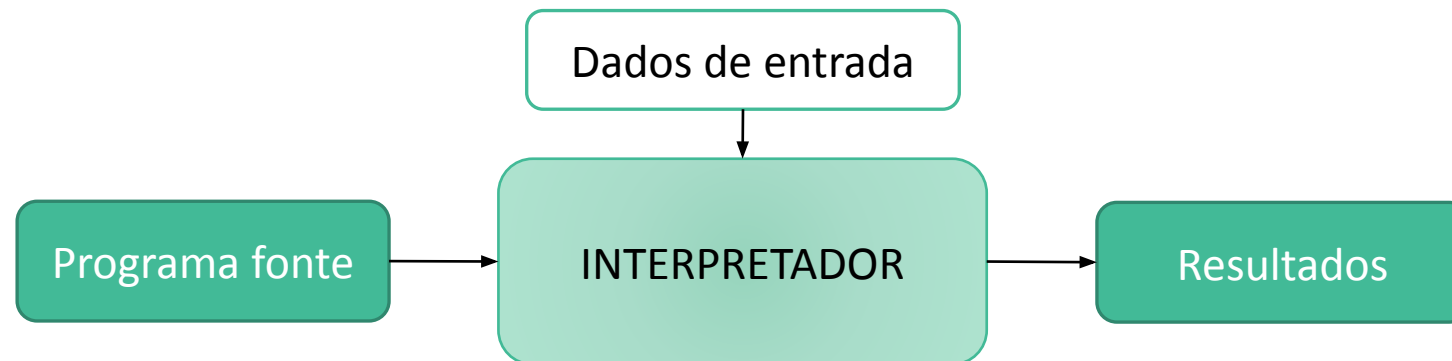 Dados de entrada
Programa fonte
INTERPRETADOR
Resultados